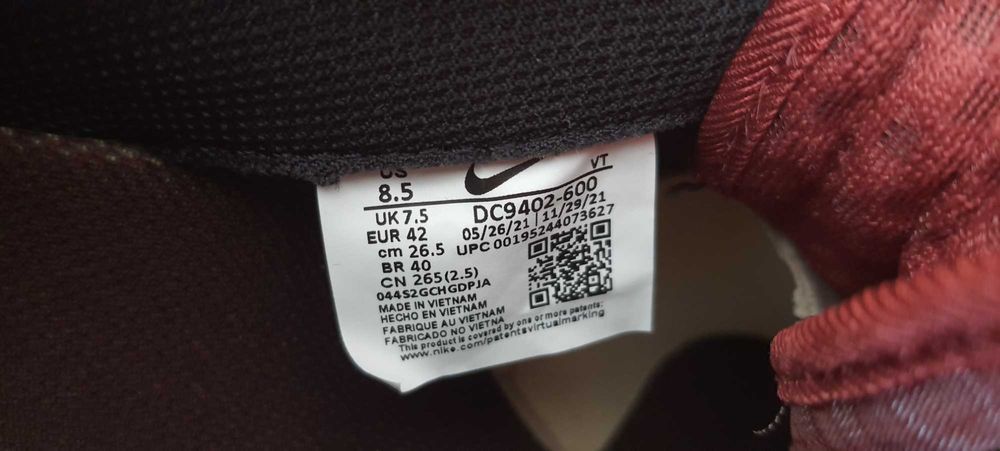 US
8.5
VT
UK 7.5
DC9402-600
EUR 42
05/26/21 | 11/29/21
cm 26.5
UPC 00195244073627
BR 40
CN 265(2.5)
044S2GCHGDPJA
MADE IN VIETNAM
HECHO EN VIETNAM
FABRIQUE AU VIETNAM
FABRICADO NO VIETNA
This product is covered by one or more patents:
www.nike.com/patentsvirtualmarking